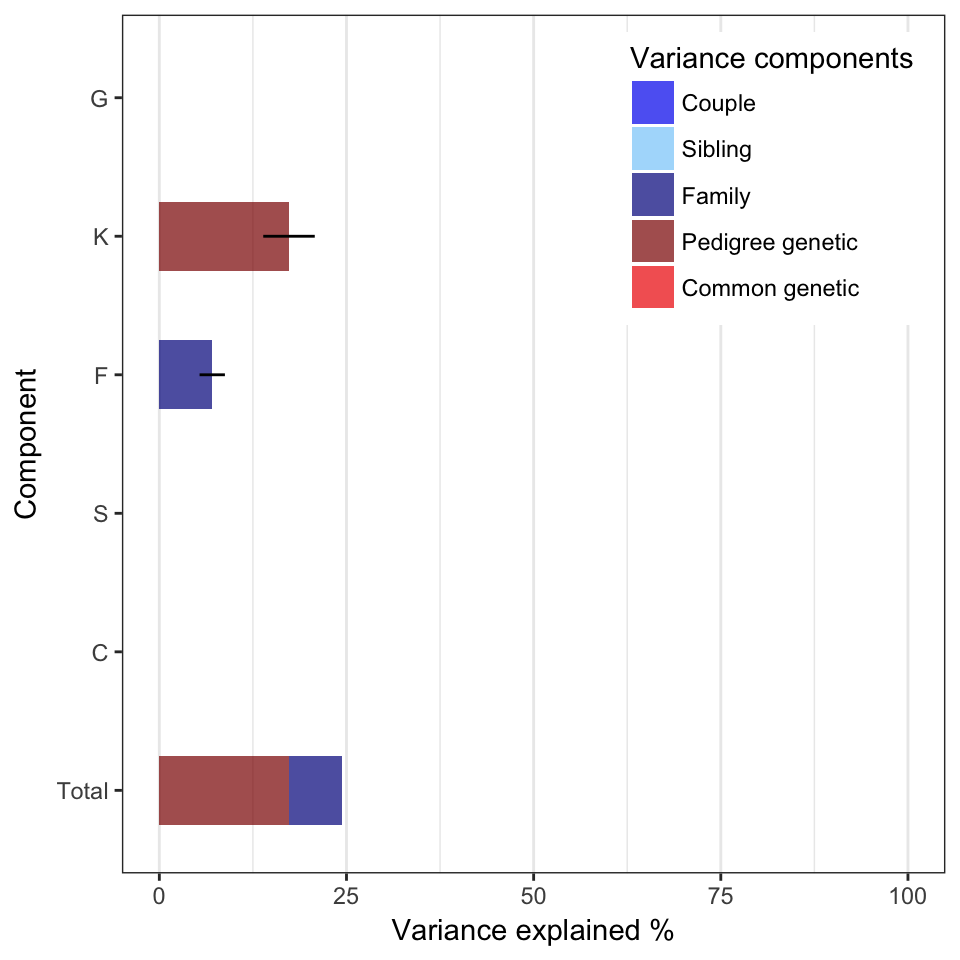 Variance components
Couple
Sibling
Family
Pedigree genetic
Common genetic
G
K
F
S
C
Total
Component
0 25 50 75 100
Variance explained %